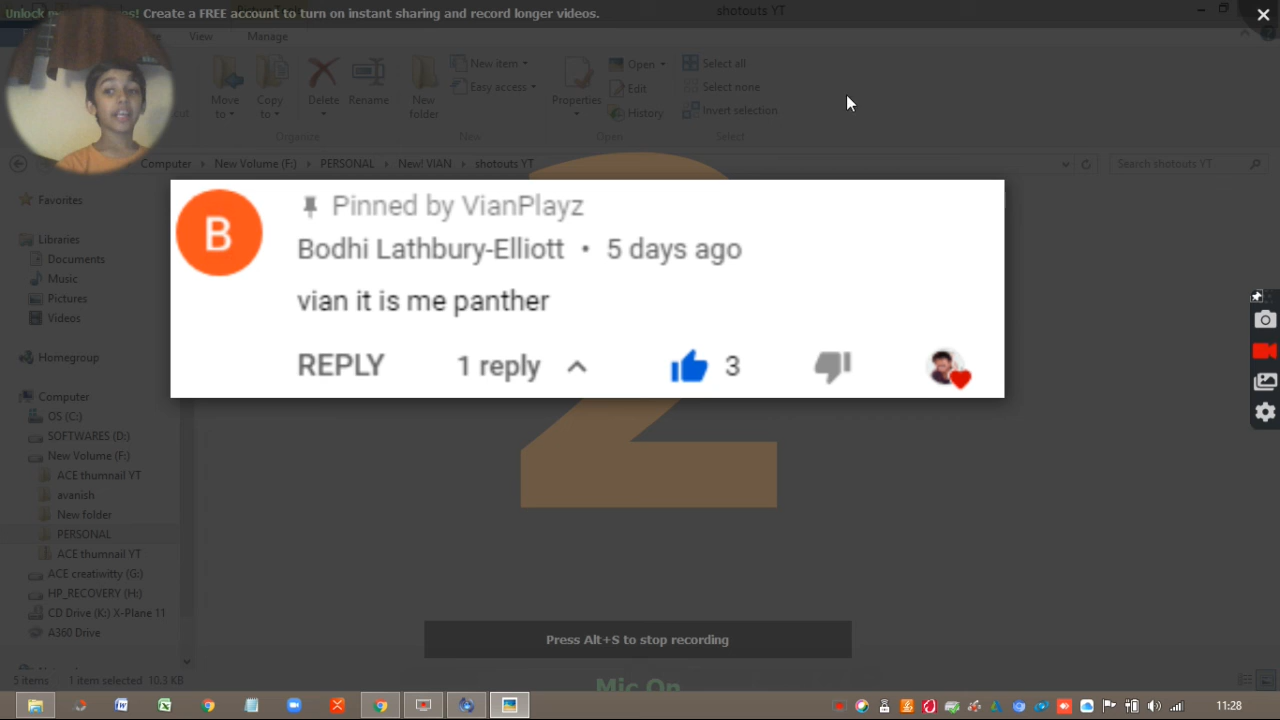 Unlock es! Create a FREE account to turn on instant sharing and record longer videos.
shotouts YT
View Manage
Move to
Copy to
Delete
Rename
New folder
New item
Easy access
Properties
Open
Edit
History
Select all
Select none
Invert selection
Organize New Open Select
Computer New Volume (F:) PERSONAL New! VIAN shotouts YT
Search shotouts YT
Favorites
Libraries
Documents
Music
Pictures
Videos
Homegroup
Computer
OS (C:)
SOFTWARES (D:)
New Volume (F:)
ACE thumnail YT
avanish
New folder
PERSONAL
ACE thumnail YT
ACE creiatiwitty (G:)
HP_RECOVERY (H:)
CD Drive (K:) X-Plane 11
A360 Drive
B
Pinned by VianPlayz
Bodhi Lathbury-Elliott • 5 days ago
vian it is me panther
REPLY 1 reply 3
2
Press Alt+S to stop recording
Mic On
5 items 1 item selected 10.3 KB
11:28